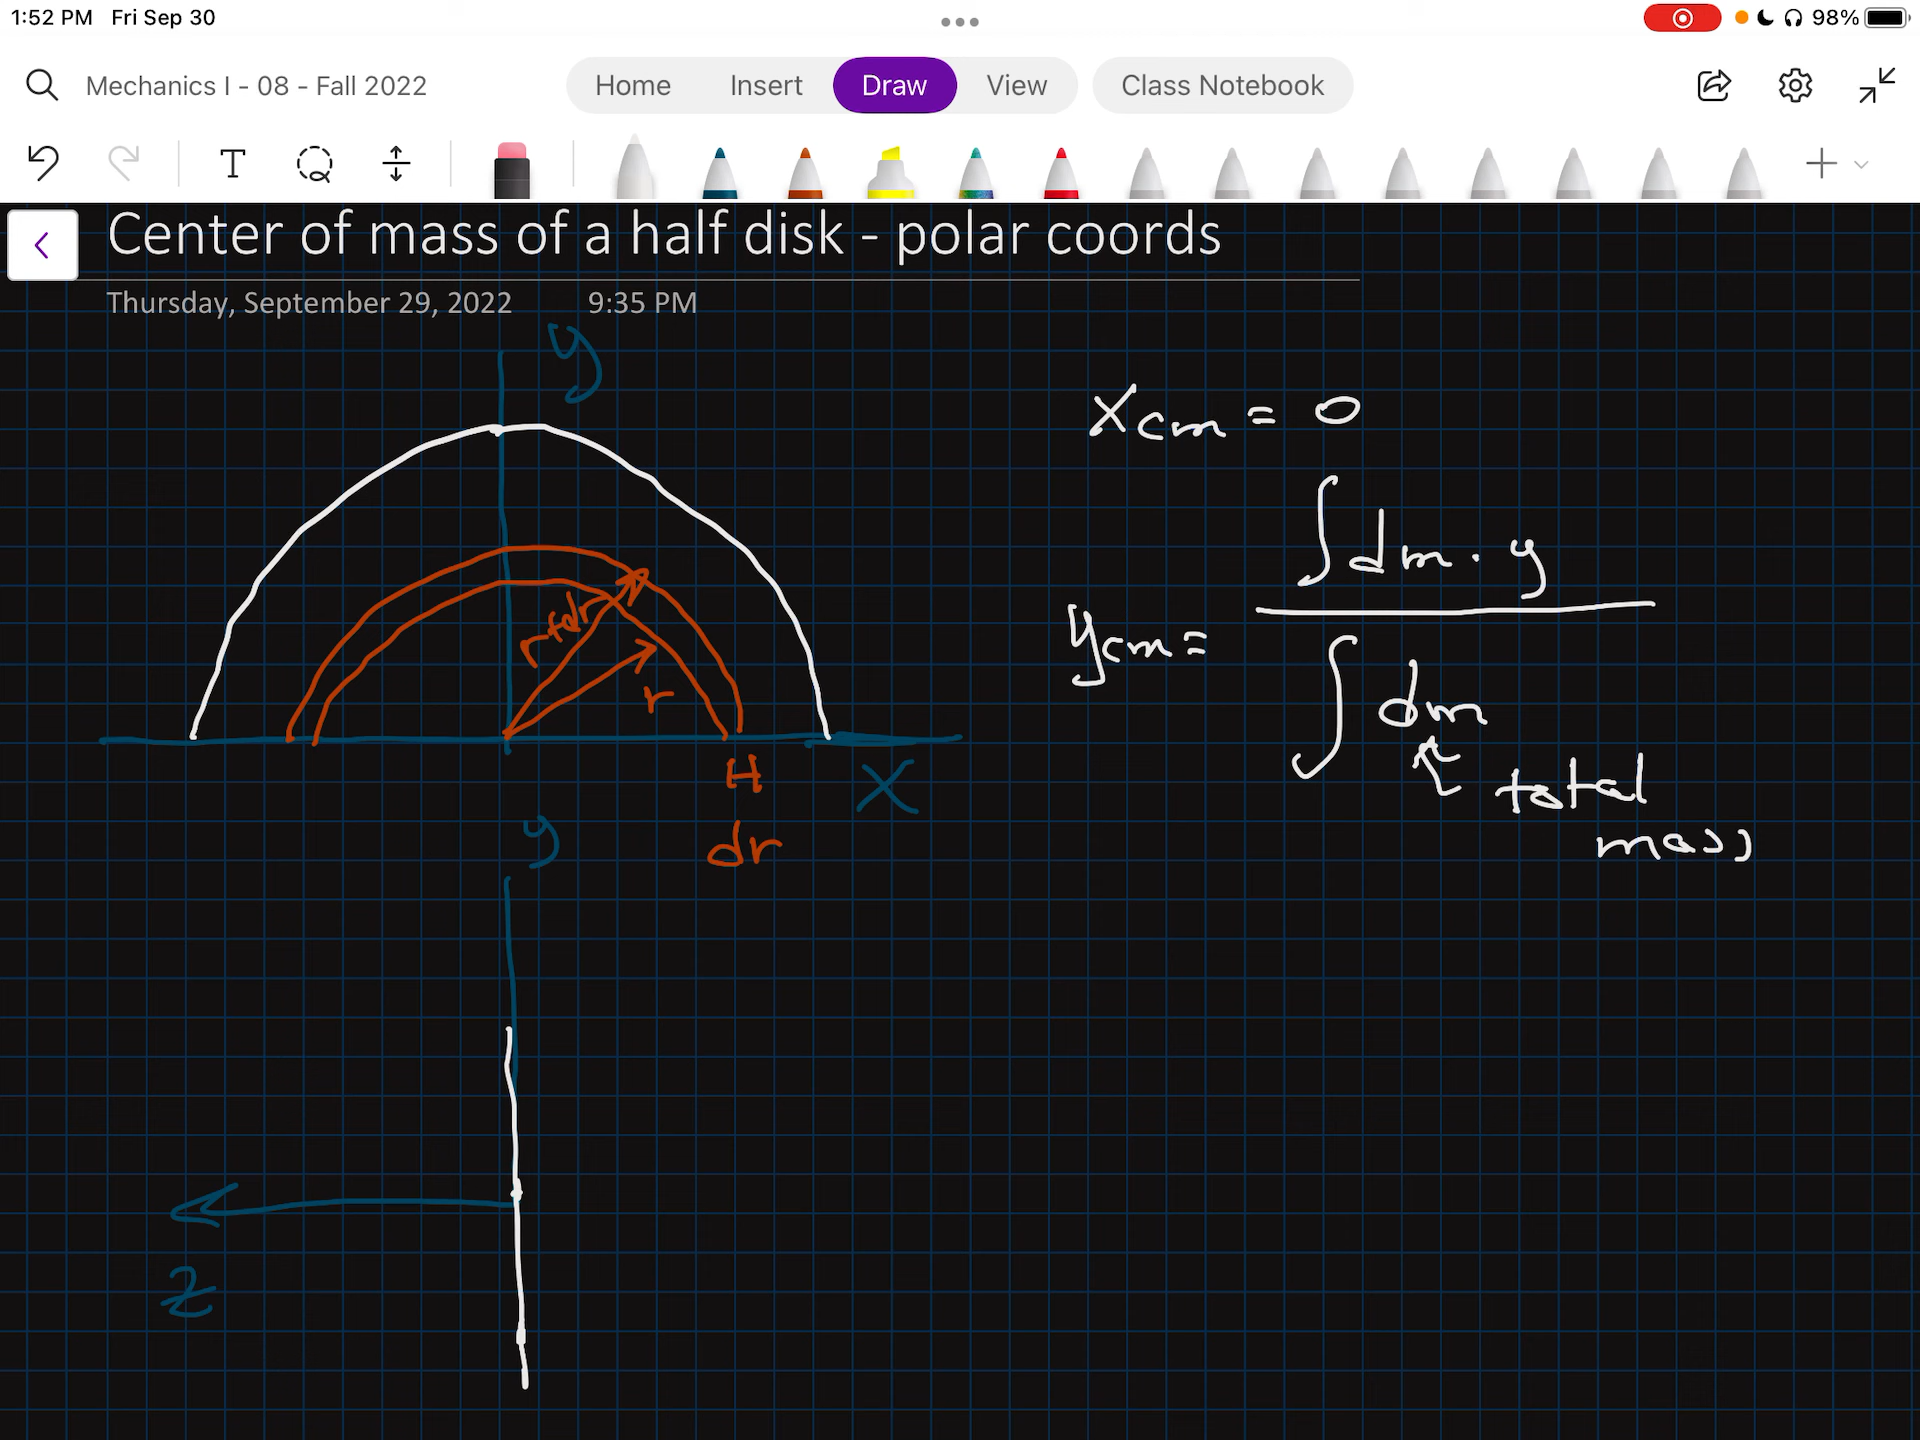 1:52 PM Fri Sep 30
98%
Mechanics I - 08 - Fall 2022
Home Insert Draw View Class Notebook
T
Center of mass of a half disk - polar coords
Thursday, September 29, 2022 9:35 PM
y
x_cm = 0
∫dm · y
y_cm =
∫dm
total
mass
r+dr
r
x
dr
y
z